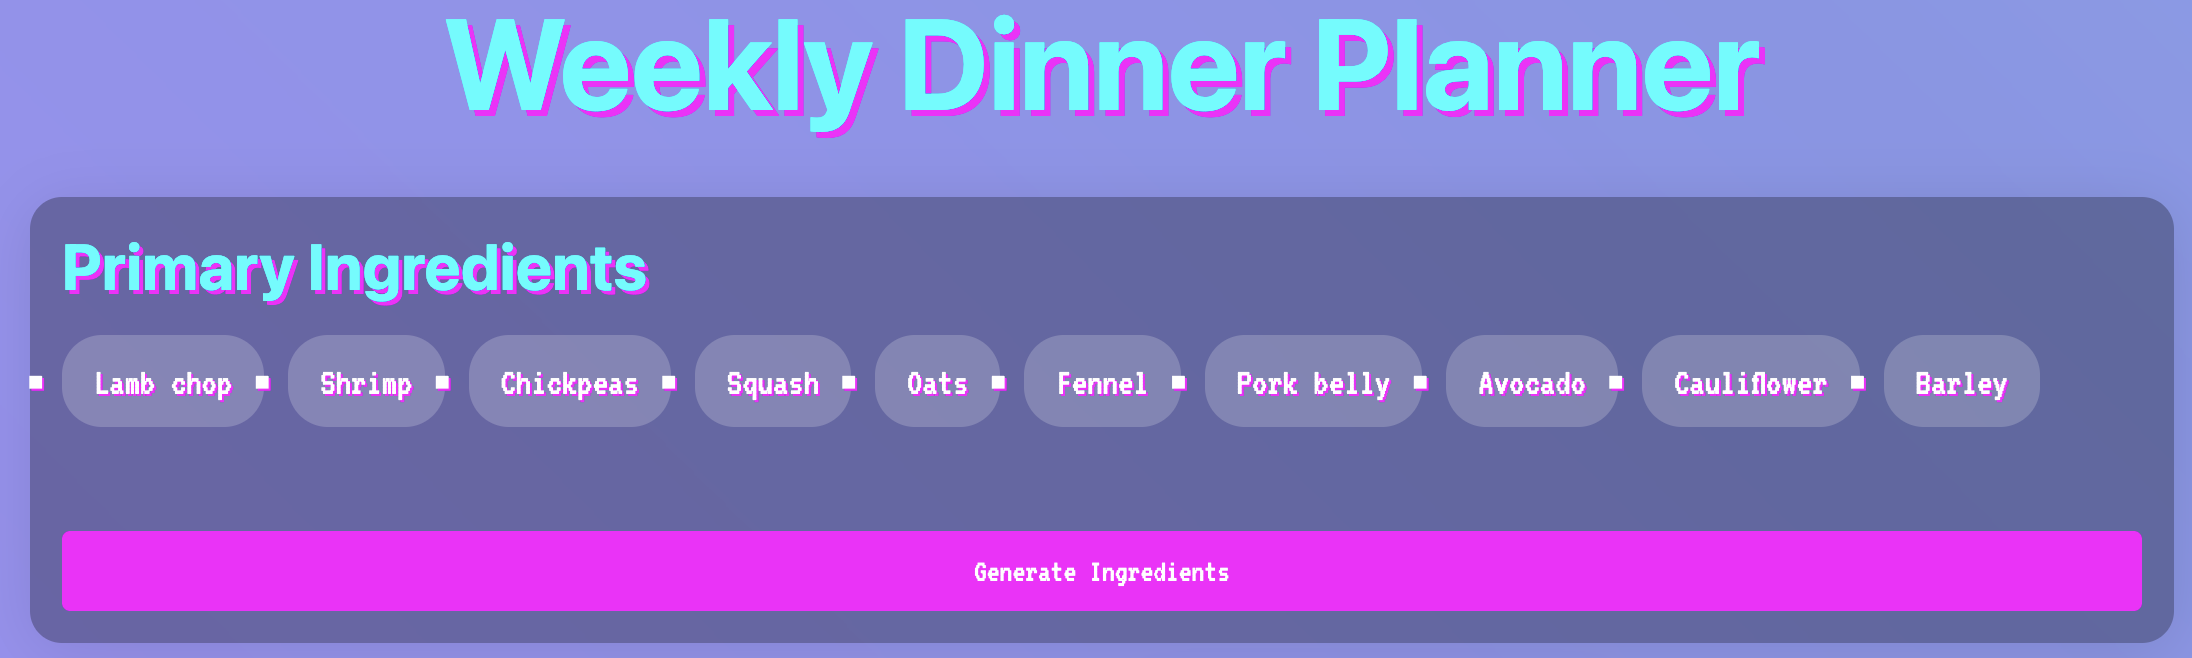 Weekly Dinner Planner
Primary Ingredients
Lamb chop Shrimp Chickpeas Squash Oats Fennel Pork belly Avocado Cauliflower Barley
Generate Ingredients